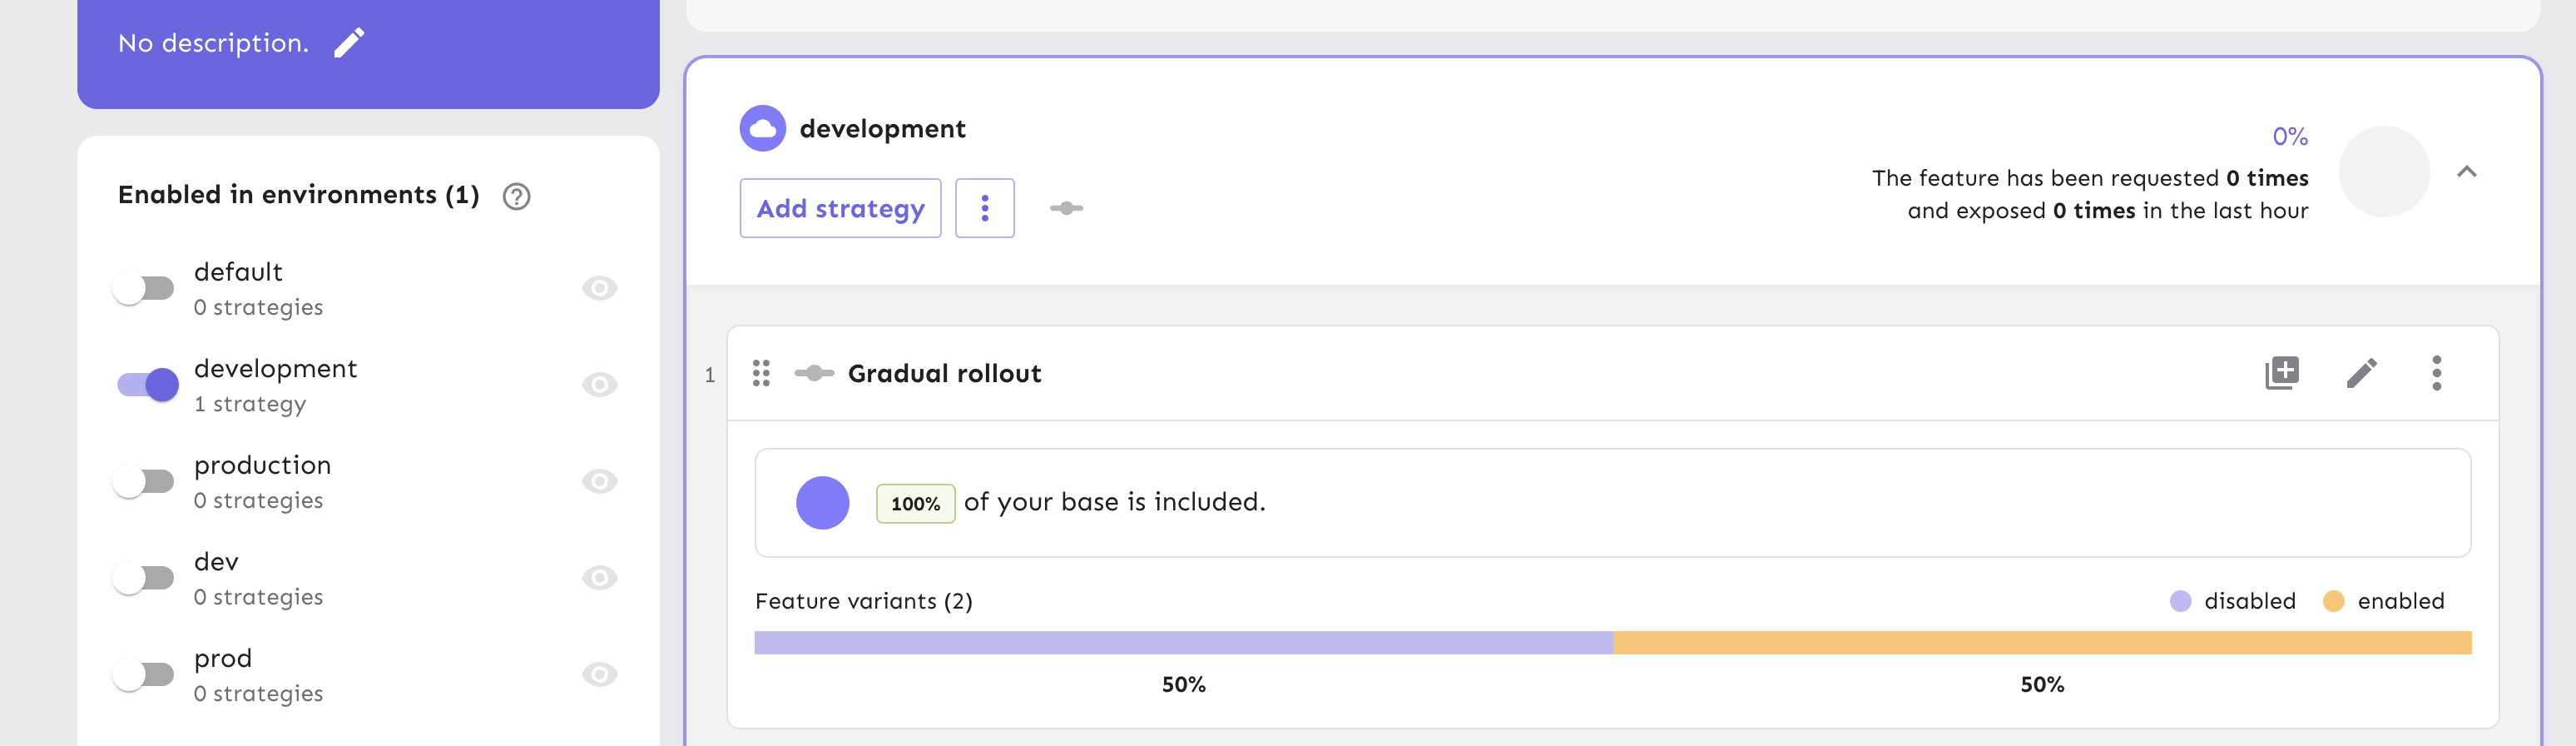 No description.
Enabled in environments (1)
default
0 strategies
development
1 strategy
production
0 strategies
dev
0 strategies
prod
0 strategies
development
Add strategy
0%
The feature has been requested 0 times
and exposed 0 times in the last hour
1
Gradual rollout
100% of your base is included.
Feature variants (2)
disabled
enabled
50%
50%